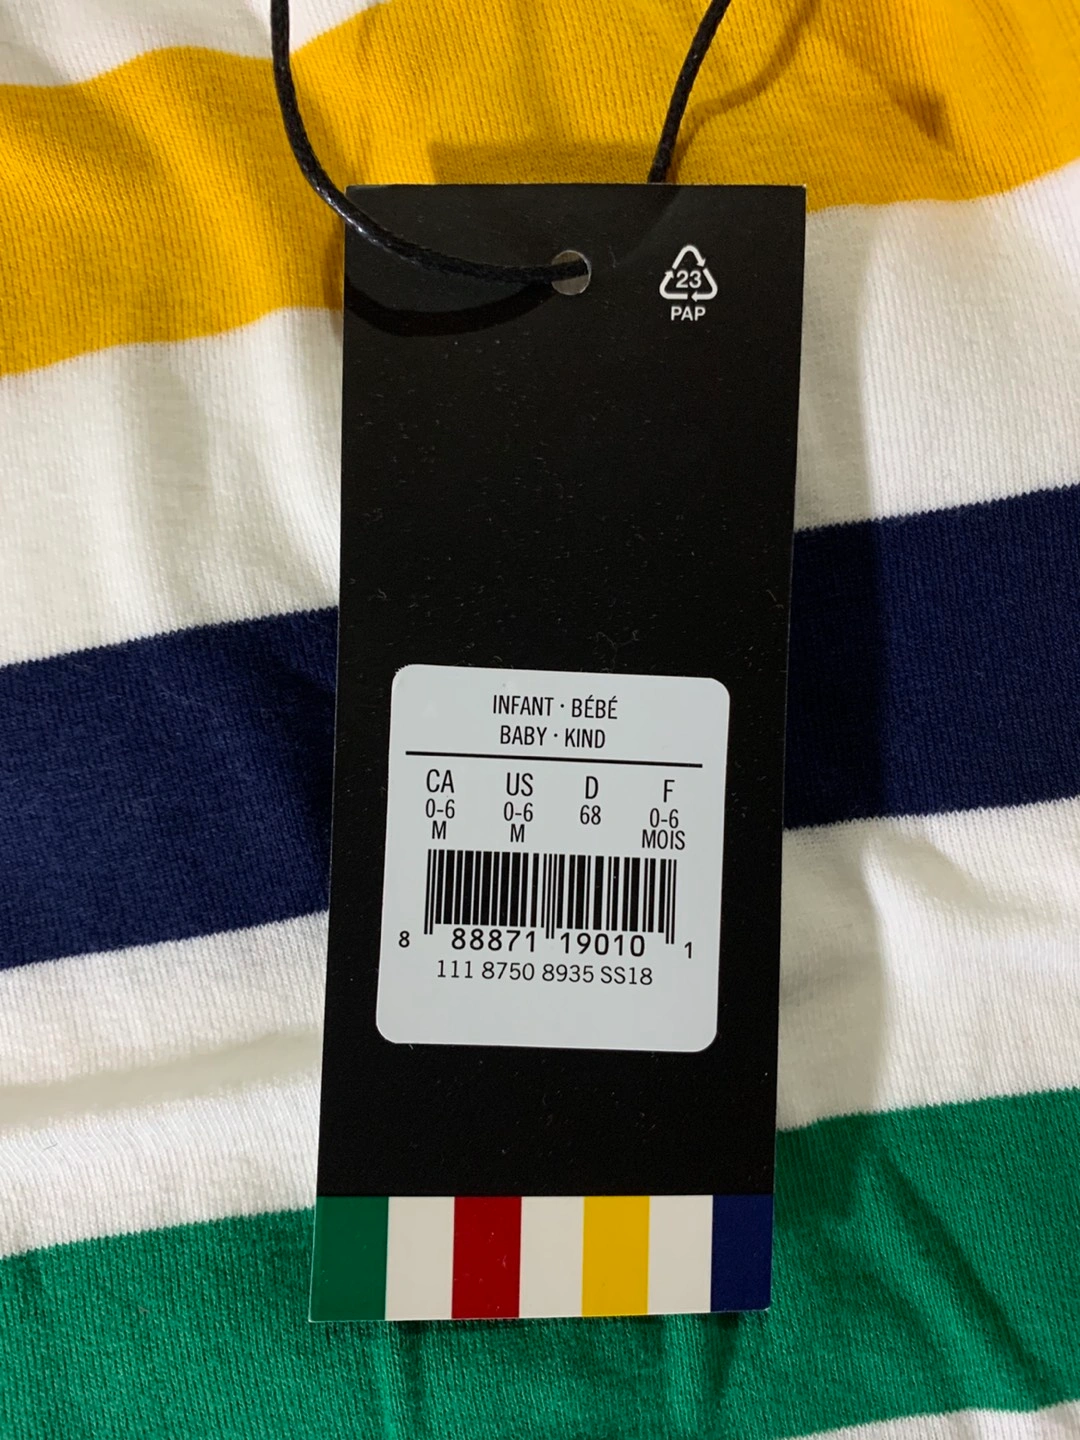 23
PAP
INFANT · BÉBÉ
BABY · KIND
CA US D F
0-6 0-6 68 0-6
M M MOIS
8 88871 19010 1
111 8750 8935 SS18